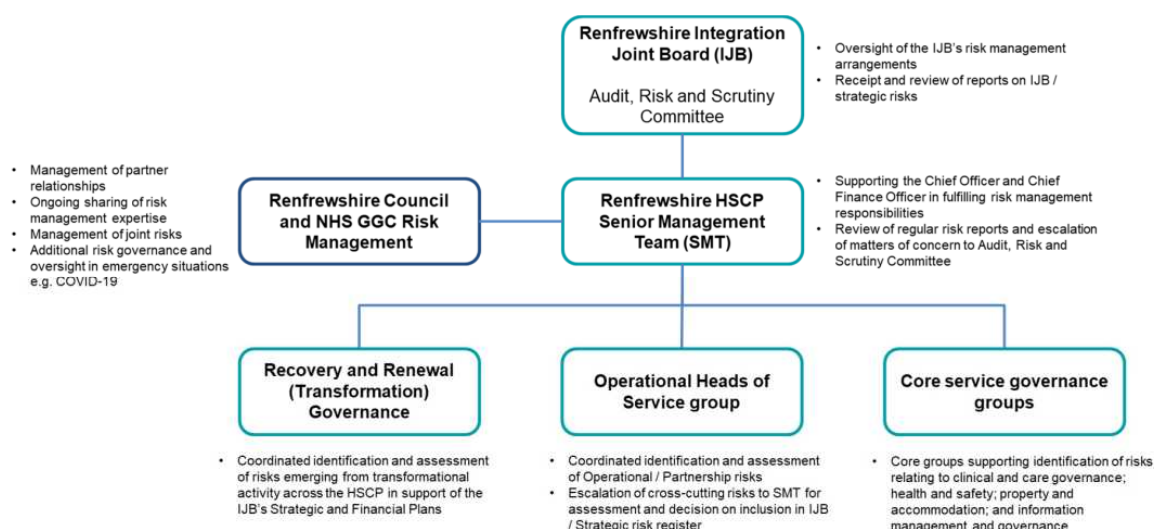 Renfrewshire Integration
Joint Board (IJB)
Audit, Risk and Scrutiny
Committee
• Oversight of the IJB's risk management
arrangements
• Receipt and review of reports on IJB /
strategic risks
• Management of partner
relationships
• Ongoing sharing of risk
management expertise
• Management of joint risks
• Additional risk governance and
oversight in emergency situations
e.g. COVID-19
Renfrewshire Council
and NHS GGC Risk
Management
Renfrewshire HSCP
Senior Management
Team (SMT)
• Supporting the Chief Officer and Chief
Finance Officer in fulfilling risk management
responsibilities
• Review of regular risk reports and escalation
of matters of concern to Audit, Risk and
Scrutiny Committee
Recovery and Renewal
(Transformation)
Governance
Operational Heads of
Service group
Core service governance
groups
• Coordinated identification and assessment
of risks emerging from transformational
activity across the HSCP in support of the
IJB's Strategic and Financial Plans
• Coordinated identification and assessment
of Operational / Partnership risks
• Escalation of cross-cutting risks to SMT for
assessment and decision on inclusion in IJB
/ Strategic risk register
• Core groups supporting identification of risks
relating to clinical and care governance;
health and safety; property and
accommodation; and information
management and governance